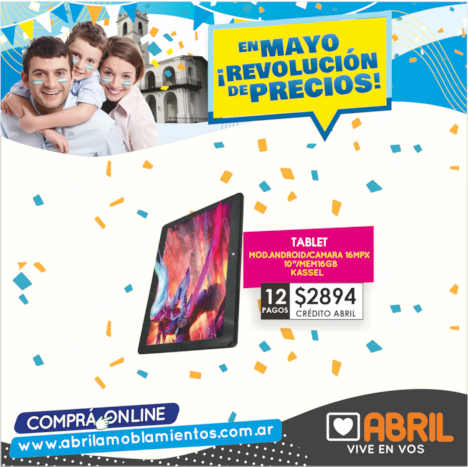 EN MAYO
¡REVOLUCIÓN
DE PRECIOS!
TABLET
MOD.ANDROID/CAMARA 16MPX
10"/MEM16GB
KASSEL
12 PAGOS
$2894
CRÉDITO ABRIL
COMPRÁ ONLINE
www.abrilamoblamientos.com.ar
ABRIL
VIVE EN VOS